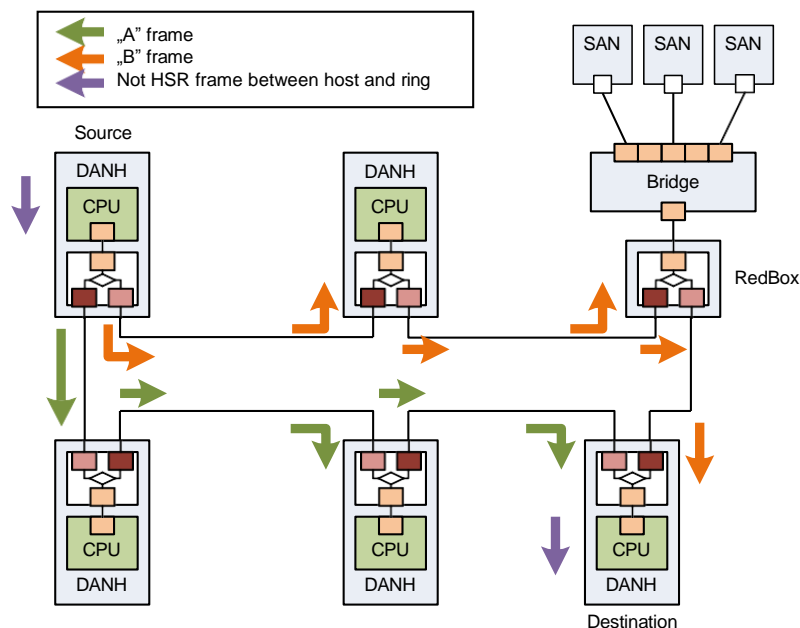 „A” frame
„B” frame
Not HSR frame between host and ring
SAN SAN SAN
Source
DANH DANH
Bridge
CPU CPU
RedBox
CPU CPU CPU
DANH DANH DANH
Destination